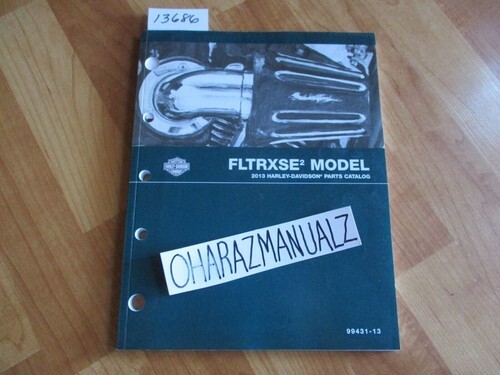 13686
FLTRXSE² MODEL
2013 HARLEY-DAVIDSON® PARTS CATALOG
OHARAZMANUALZ
99431-13